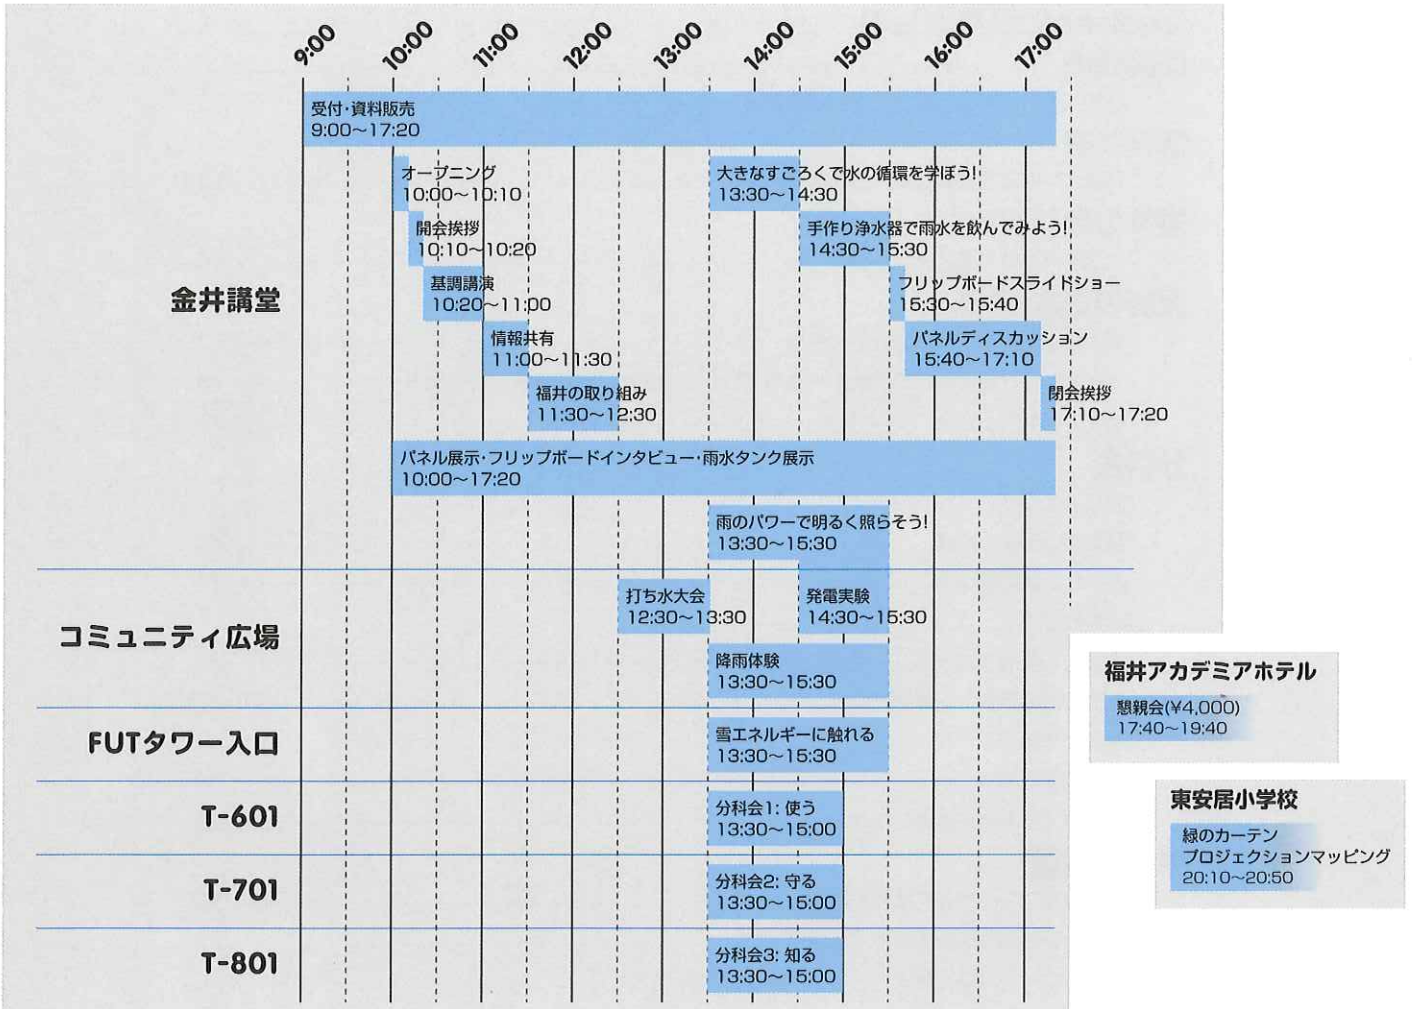 9:00
10:00
11:00
12:00
13:00
14:00
15:00
16:00
17:00
金井講堂
受付・資料販売
9:00～17:20
オープニング
10:00～10:10
開会挨拶
10:10～10:20
基調講演
10:20～11:00
情報共有
11:00～11:30
福井の取り組み
11:30～12:30
大きなすごろくで水の循環を学ぼう!
13:30～14:30
手作り浄水器で雨水を飲んでみよう!
14:30～15:30
フリップボードスライドショー
15:30～15:40
パネルディスカッション
15:40～17:10
閉会挨拶
17:10～17:20
パネル展示・フリップボードインタビュー・雨水タンク展示
10:00～17:20
雨のパワーで明るく照らそう!
13:30～15:30
コミュニティ広場
打ち水大会
12:30～13:30
発電実験
14:30～15:30
降雨体験
13:30～15:30
FUTタワー入口
雪エネルギーに触れる
13:30～15:30
T-601
分科会1: 使う
13:30～15:00
T-701
分科会2: 守る
13:30～15:00
T-801
分科会3: 知る
13:30～15:00
福井アカデミアホテル
懇親会(¥4,000)
17:40～19:40
東安居小学校
緑のカーテン
プロジェクションマッピング
20:10～20:50